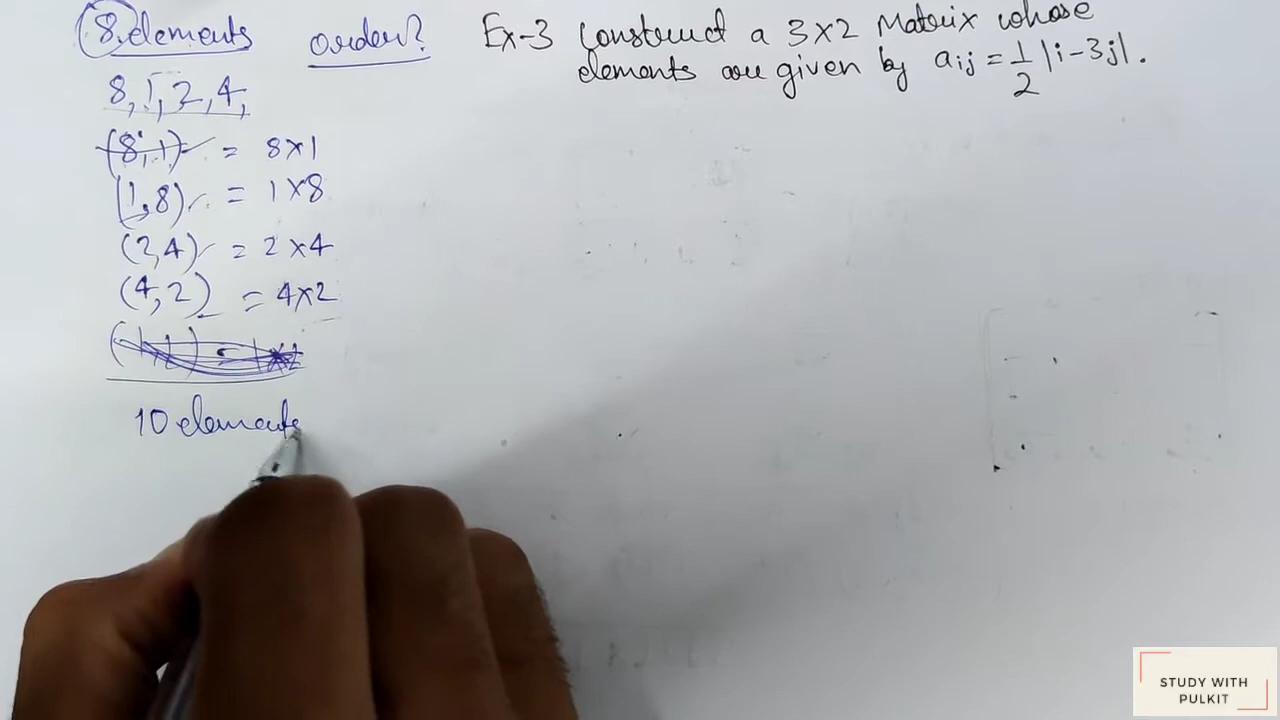 8 elements order?
8, 1, 2, 4,
(8, 1) = 8×1
(1, 8) = 1×8
(2, 4) = 2×4
(4, 2) = 4×2
10 elements
Ex-3 Construct a 3×2 Matrix whose
elements are given by aij = 1/2 |i-3j|.
STUDY WITH
PULKIT